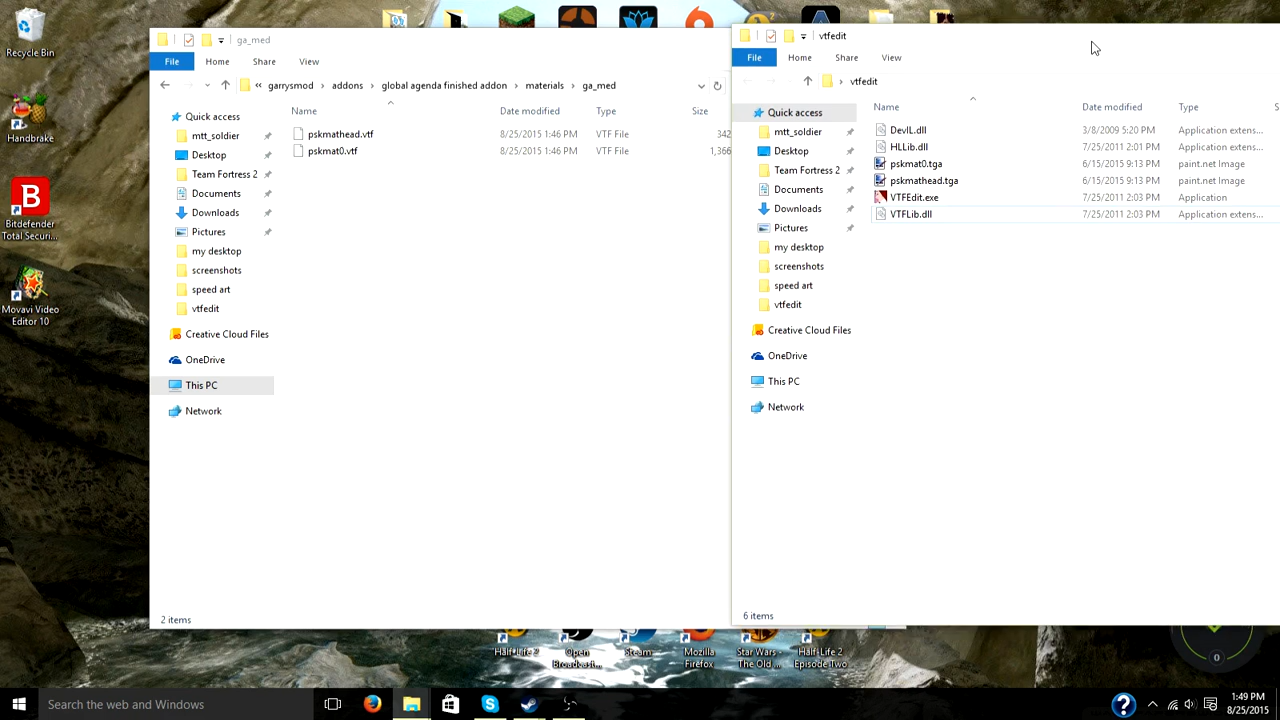 Recycle Bin
Handbrake
Bitdefender
Total Securi...
Movavi Video
Editor 10
ga_med
File Home Share View
« garrysmod › addons › global agenda finished addon › materials › ga_med
Name Date modified Type Size
Quick access
mtt_soldier
Desktop
Team Fortress 2
Documents
Downloads
Pictures
my desktop
screenshots
speed art
vtfedit
Creative Cloud Files
OneDrive
This PC
Network
pskmathead.vtf 8/25/2015 1:46 PM VTF File 342
pskmat0.vtf 8/25/2015 1:46 PM VTF File 1,366
2 items
vtfedit
File Home Share View
› vtfedit
Name Date modified Type S
Quick access
mtt_soldier
Desktop
Team Fortress 2
Documents
Downloads
Pictures
my desktop
screenshots
speed art
vtfedit
Creative Cloud Files
OneDrive
This PC
Network
DevIL.dll 3/8/2009 5:20 PM Application extens...
HLLib.dll 7/25/2011 2:01 PM Application extens...
pskmat0.tga 6/15/2015 9:13 PM paint.net Image
pskmathead.tga 6/15/2015 9:13 PM paint.net Image
VTFEdit.exe 7/25/2011 2:03 PM Application
VTFLib.dll 7/25/2011 2:03 PM Application extens...
6 items
Half-Life 2
Open
Broadcast...
Steam
Mozilla
Firefox
Star Wars -
The Old ...
Half-Life 2
Episode Two
0
Search the web and Windows
1:49 PM
8/25/2015